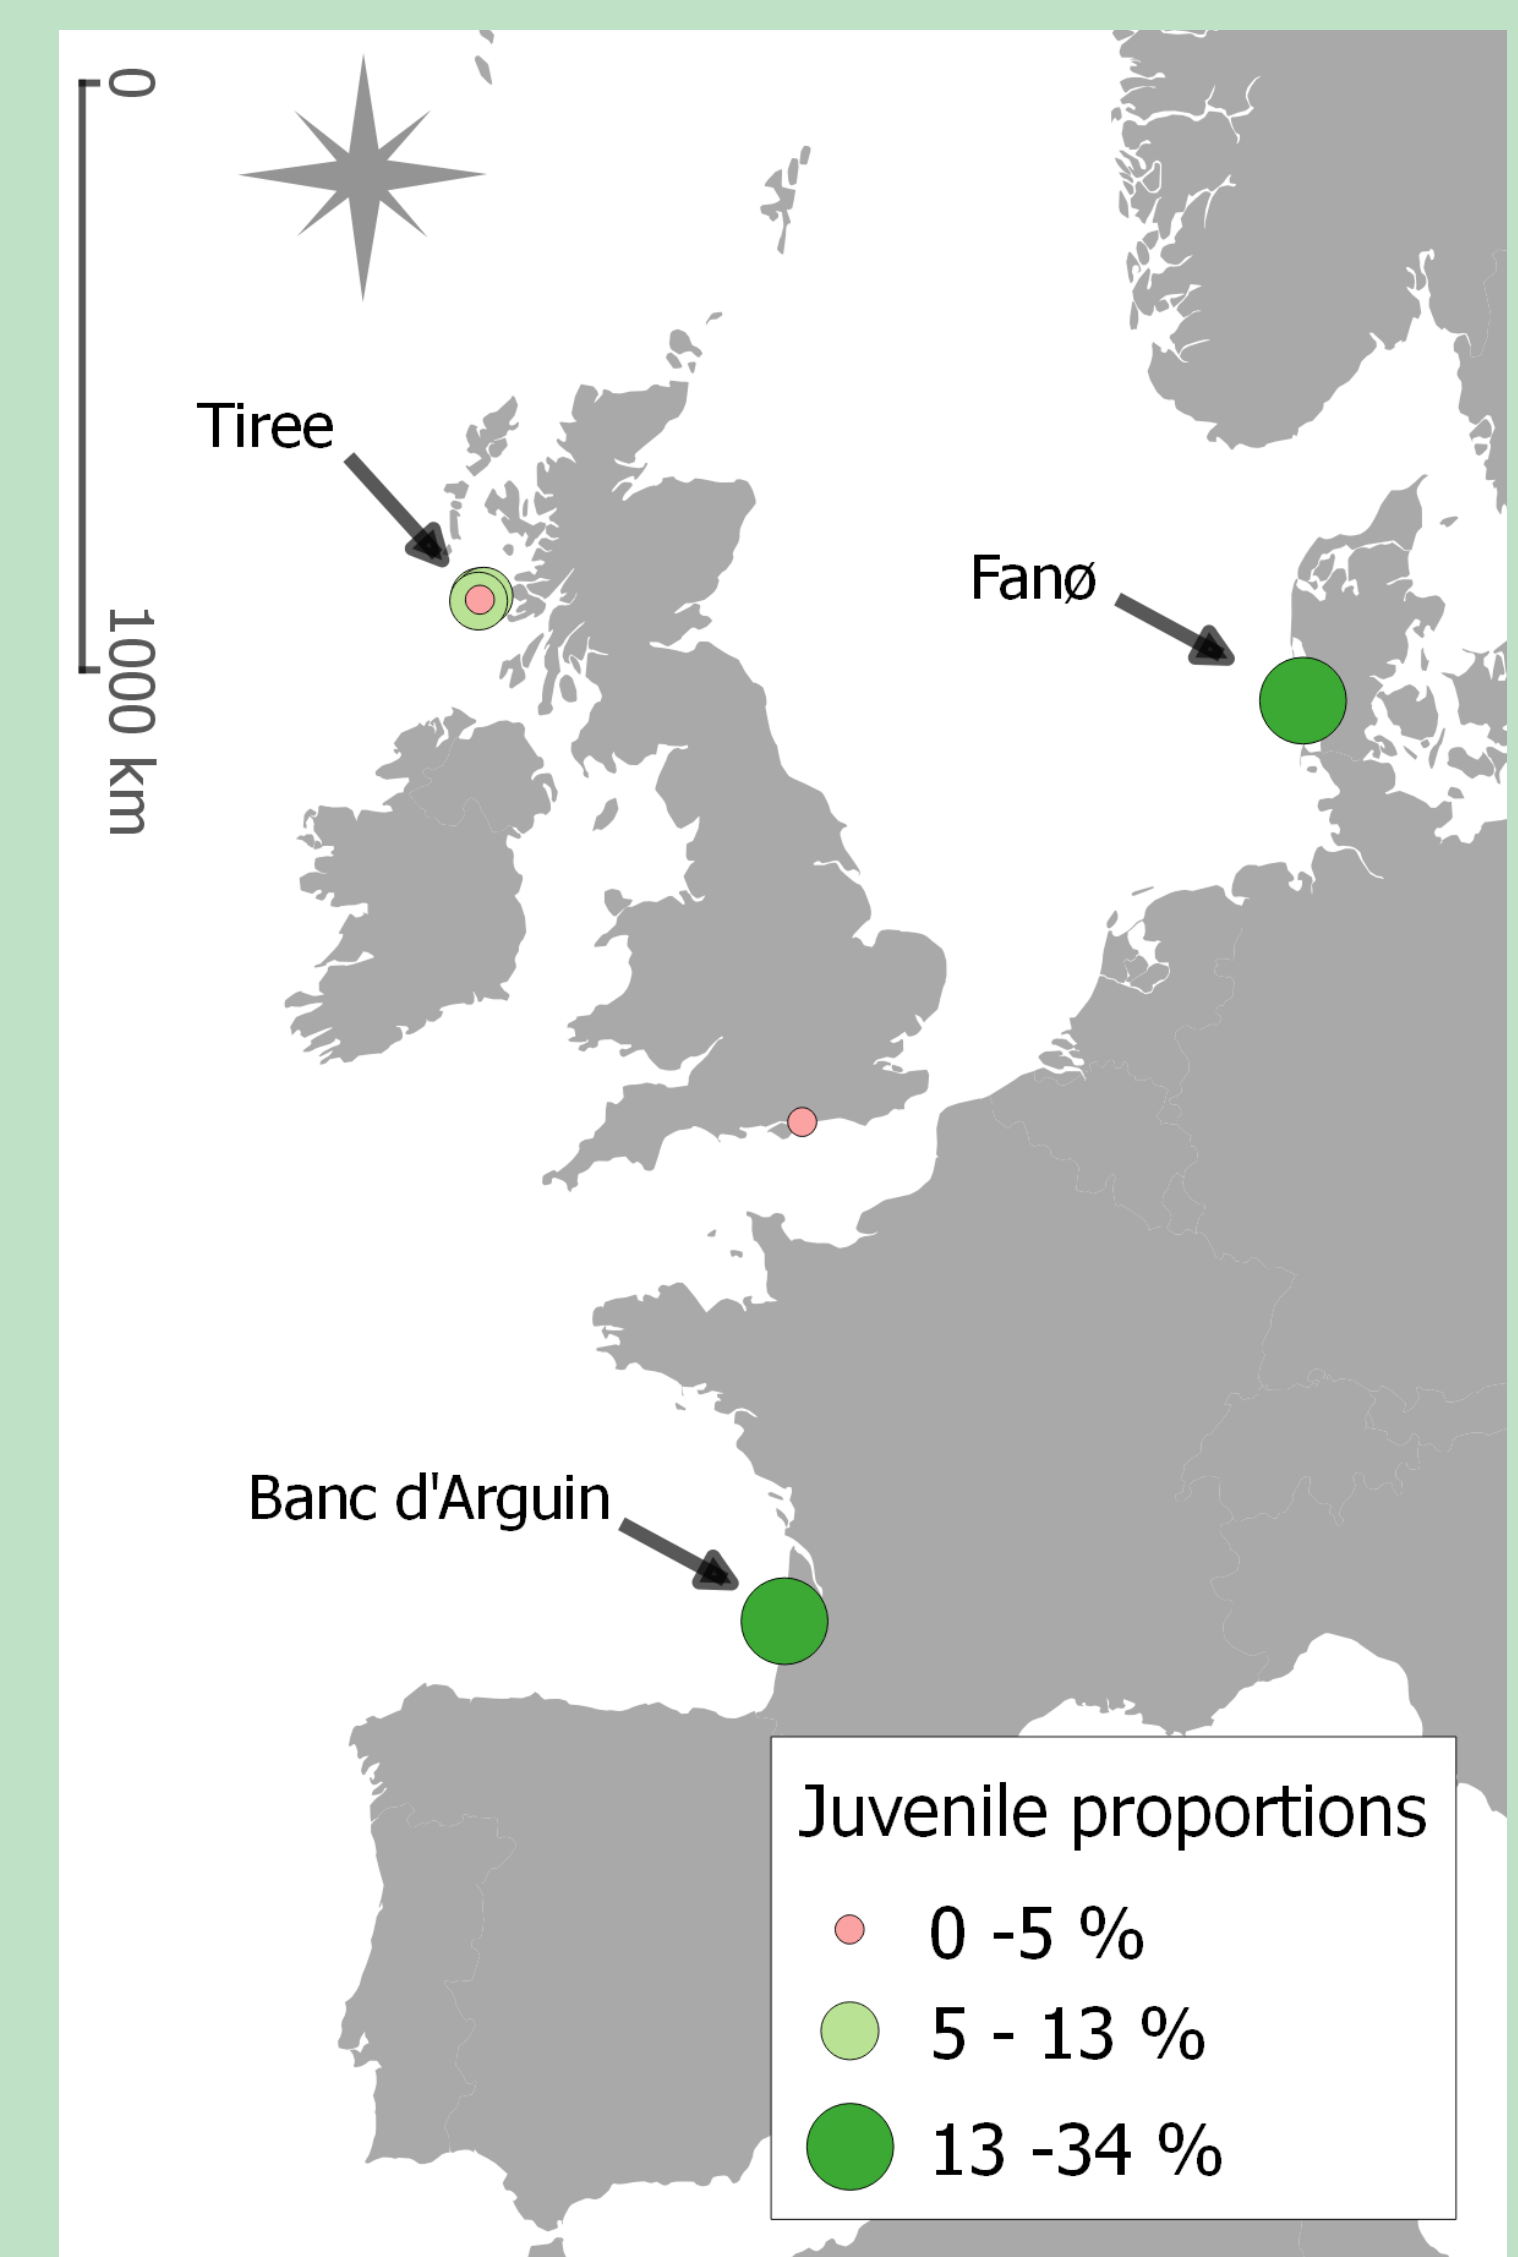 0
1000 km
Tiree
Fanø
Banc d'Arguin
Juvenile proportions
0 -5 %
5 - 13 %
13 -34 %